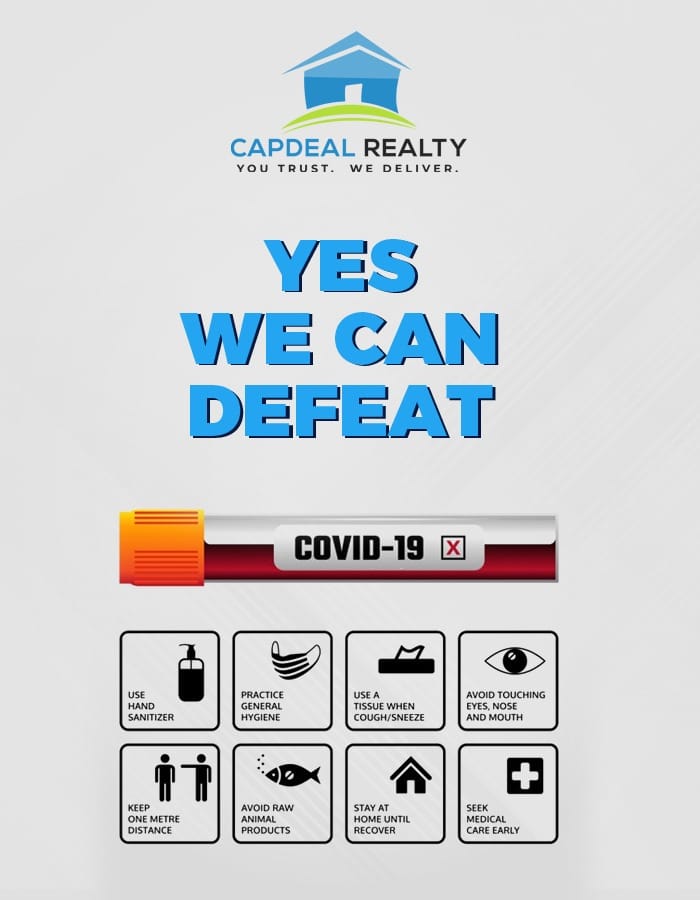 CAPDEAL REALTY
YOU TRUST. WE DELIVER.
YES
WE CAN
DEFEAT
COVID-19 X
USE
HAND
SANITIZER
PRACTICE
GENERAL
HYGIENE
USE A
TISSUE WHEN
COUGH/SNEEZE
AVOID TOUCHING
EYES, NOSE
AND MOUTH
KEEP
ONE METRE
DISTANCE
AVOID RAW
ANIMAL
PRODUCTS
STAY AT
HOME UNTIL
RECOVER
SEEK
MEDICAL
CARE EARLY